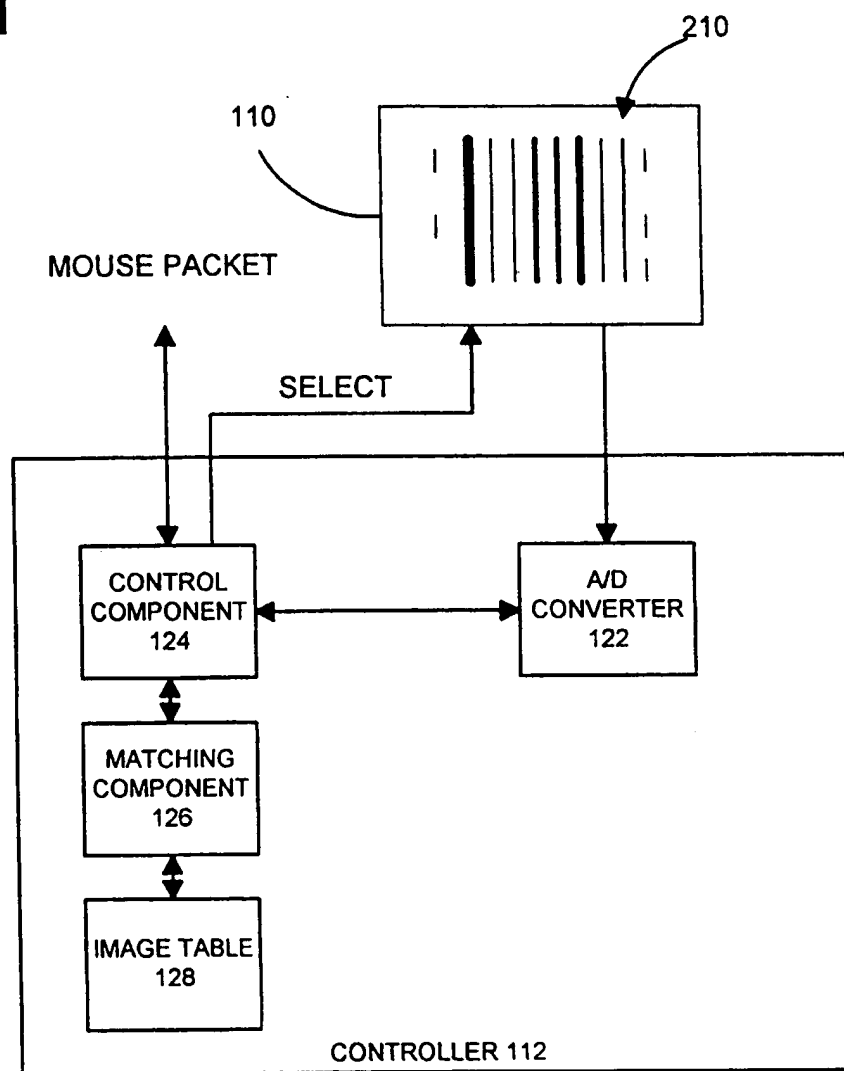 210
110
MOUSE PACKET
SELECT
CONTROL
COMPONENT
124
A/D
CONVERTER
122
MATCHING
COMPONENT
126
IMAGE TABLE
128
CONTROLLER 112